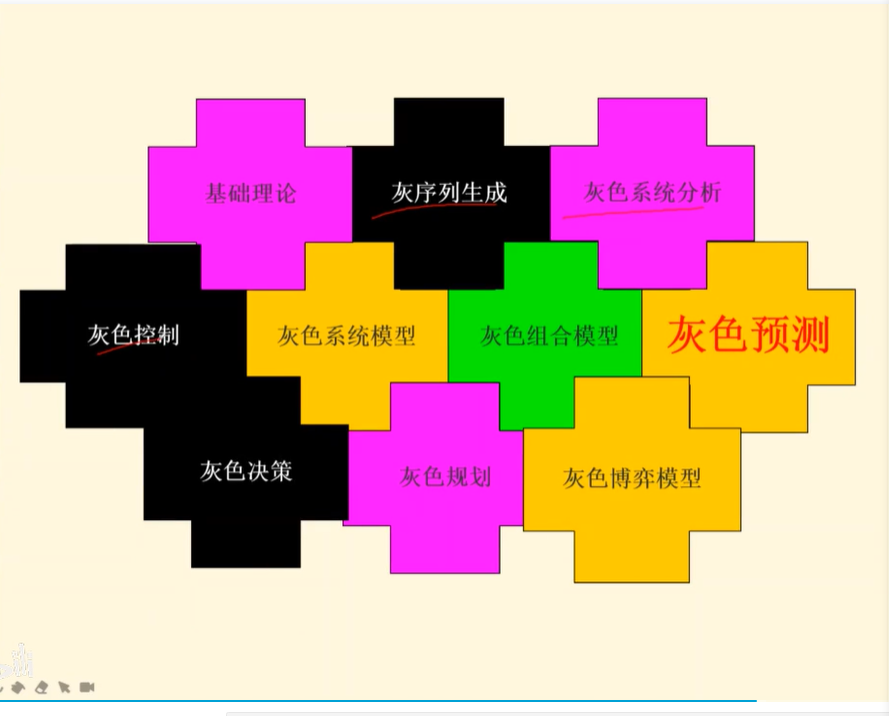 基础理论
灰序列生成
灰色系统分析
灰色控制
灰色系统模型
灰色组合模型
灰色预测
灰色决策
灰色规划
灰色博弈模型